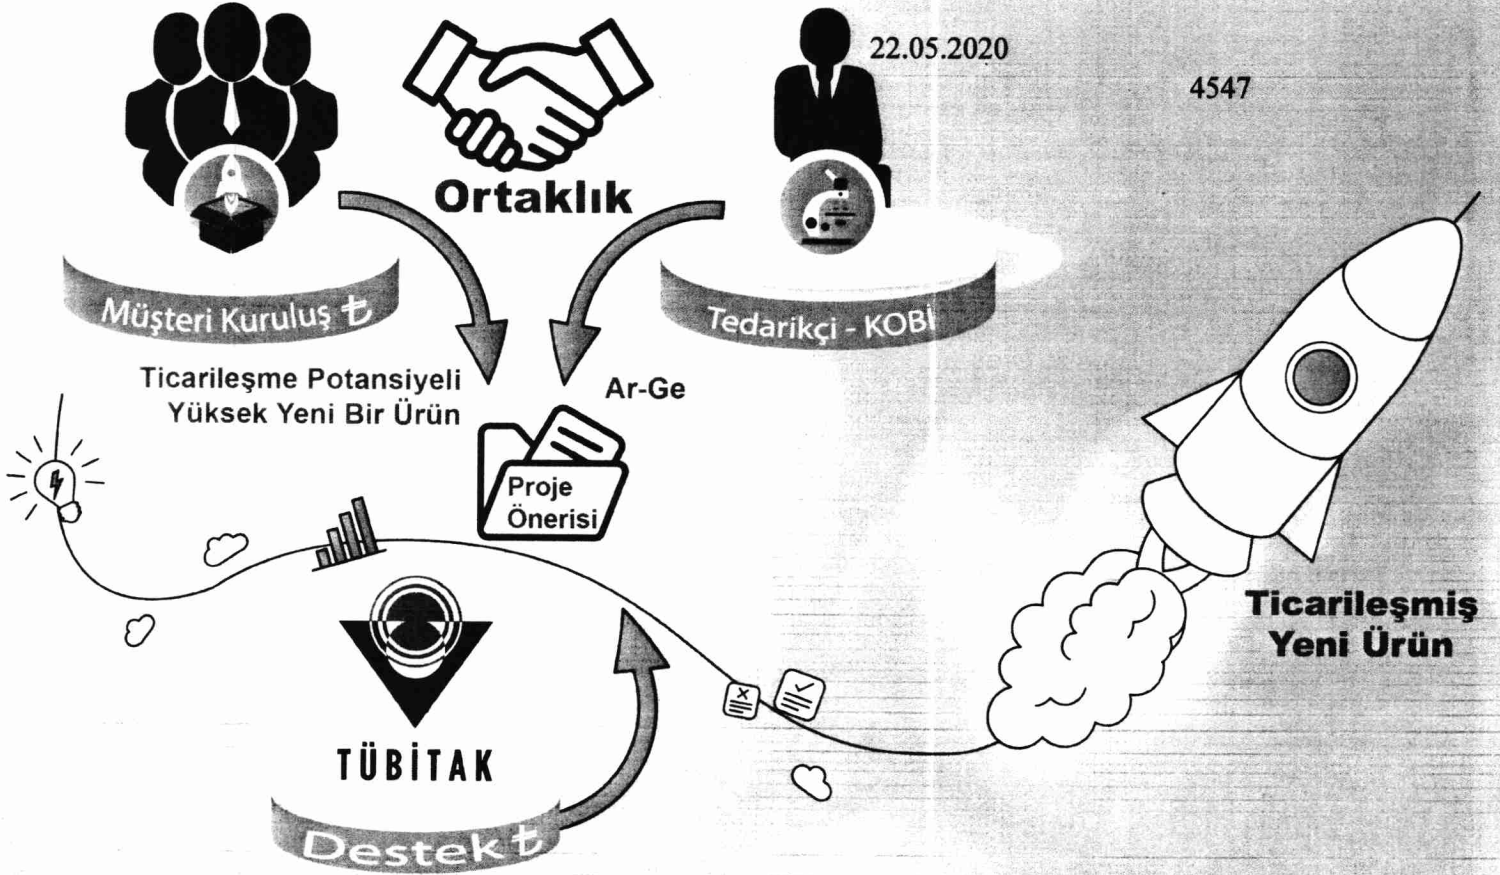 22.05.2020
4547
Ortaklık
Müşteri Kuruluş ₺
Tedarikçi - KOBİ
Ticarileşme Potansiyeli
Yüksek Yeni Bir Ürün
Ar-Ge
Proje
Önerisi
Ticarileşmiş
Yeni Ürün
TÜBİTAK
Destek ₺